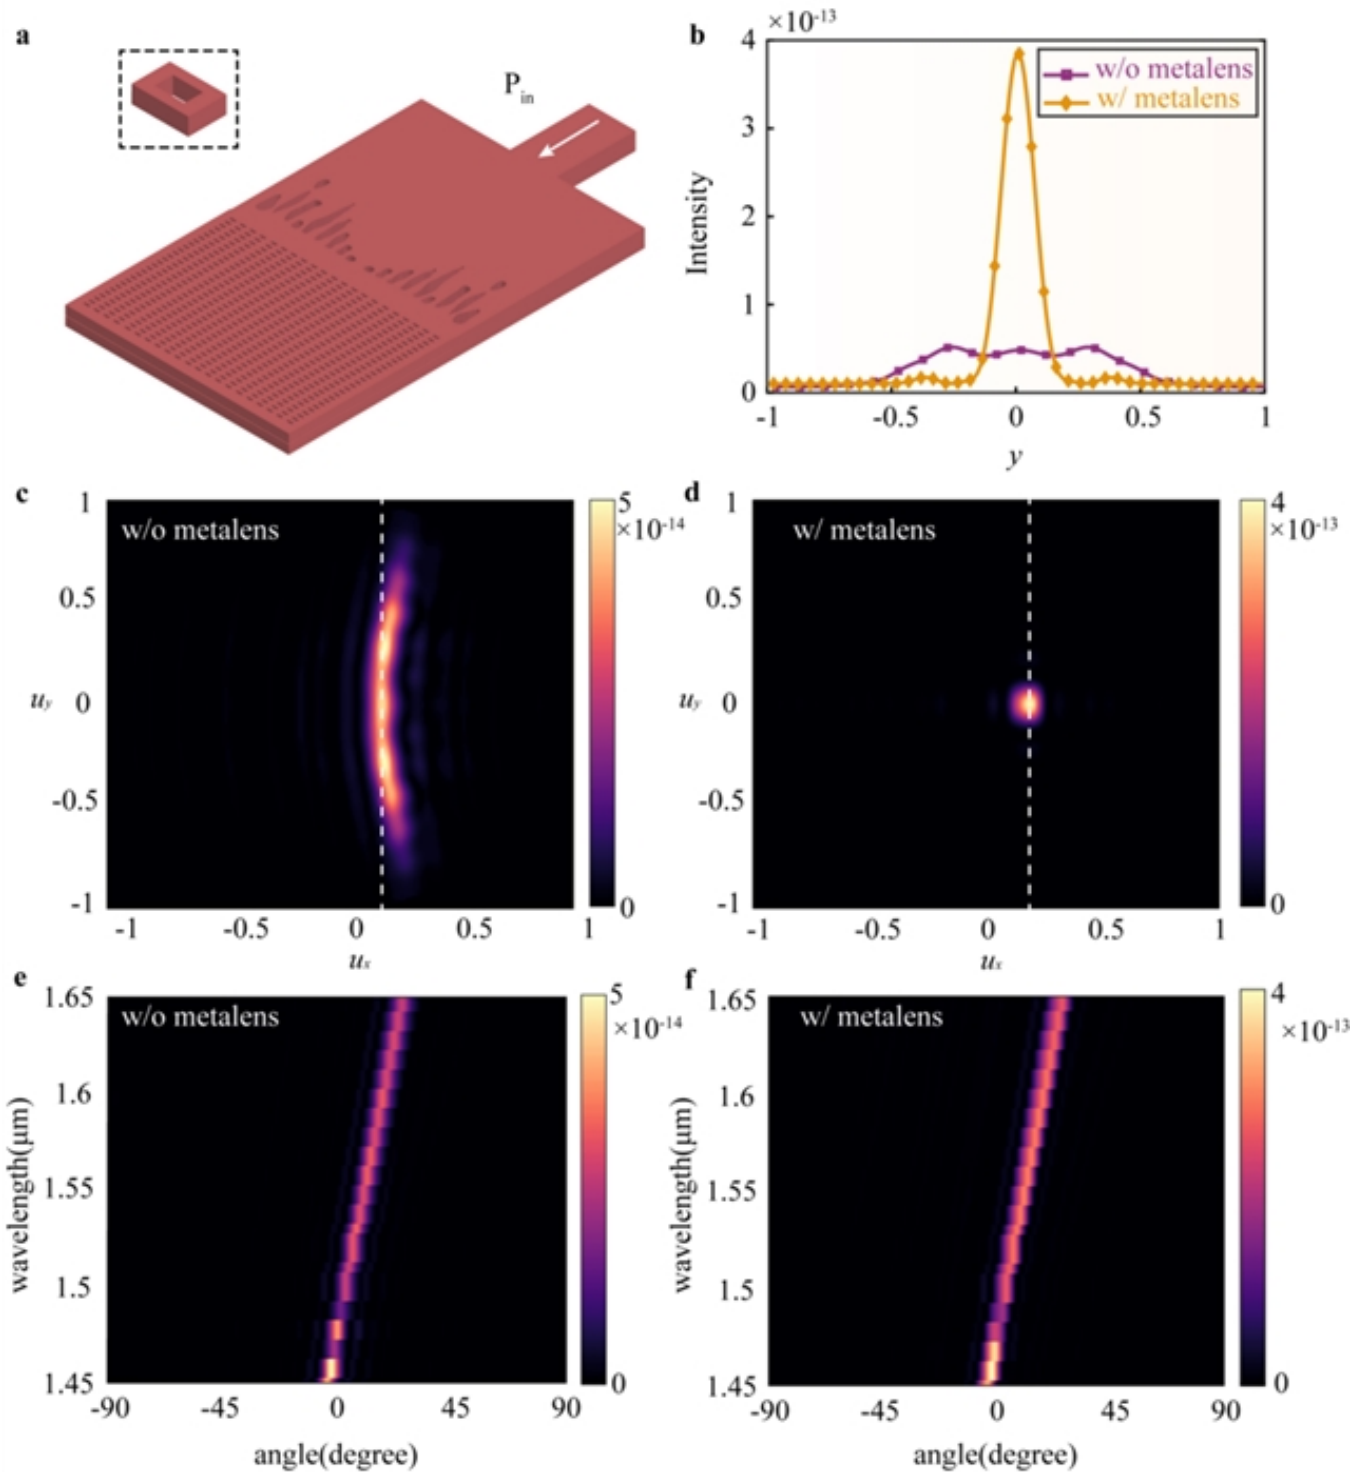 a
P_in
b
×10⁻¹³
4
3
2
1
0
Intensity
w/o metalens
w/ metalens
-1
-0.5
0
0.5
1
y
c
w/o metalens
1
0.5
0
-0.5
-1
u_y
-1
-0.5
0
0.5
1
u_x
5
×10⁻¹⁴
0
d
w/ metalens
1
0.5
0
-0.5
-1
u_y
-1
-0.5
0
0.5
1
u_x
4
×10⁻¹³
0
e
w/o metalens
1.65
1.6
1.55
1.5
1.45
wavelength(μm)
-90
-45
0
45
90
angle(degree)
5
×10⁻¹⁴
0
f
w/ metalens
1.65
1.6
1.55
1.5
1.45
wavelength(μm)
-90
-45
0
45
90
angle(degree)
4
×10⁻¹³
0